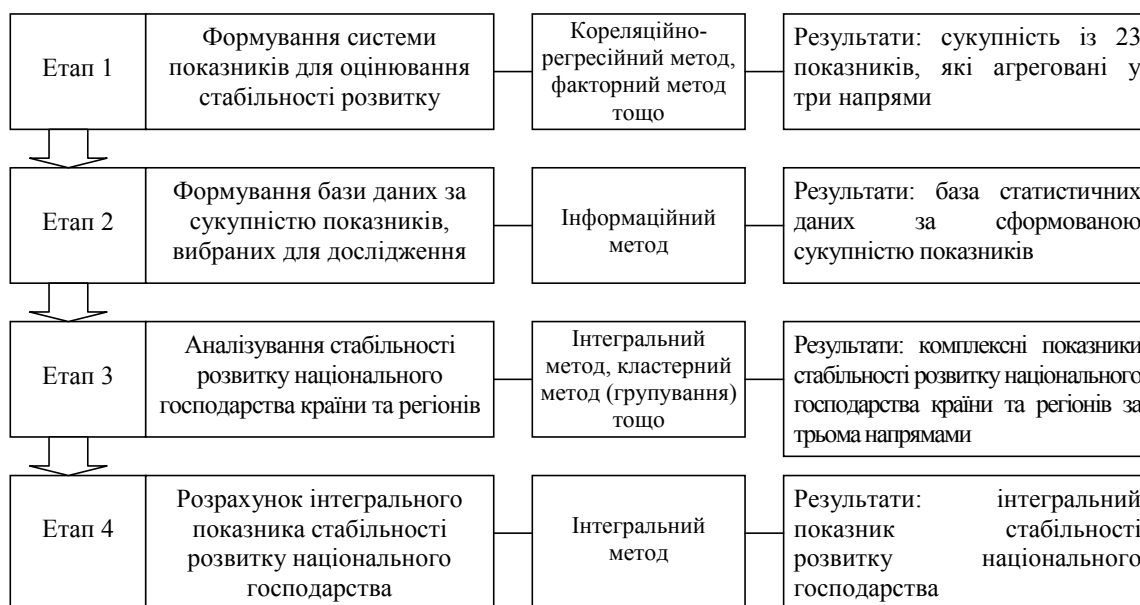 Етап 1
Формування системи
показників для оцінювання
стабільності розвитку
Кореляційно-
регресійний метод,
факторний метод
тощо
Результати: сукупність із 23
показників, які агреговані у
три напрями
Етап 2
Формування бази даних за
сукупністю показників,
вибраних для дослідження
Інформаційний
метод
Результати: база статистичних
даних за сформованою
сукупністю показників
Етап 3
Аналізування стабільності
розвитку національного
господарства країни та регіонів
Інтегральний
метод, кластерний
метод (групування)
тощо
Результати: комплексні показники
стабільності розвитку національного
господарства країни та регіонів за
трьома напрямами
Етап 4
Розрахунок інтегрального
показника стабільності
розвитку національного
господарства
Інтегральний
метод
Результати: інтегральний
показник стабільності
розвитку національного
господарства